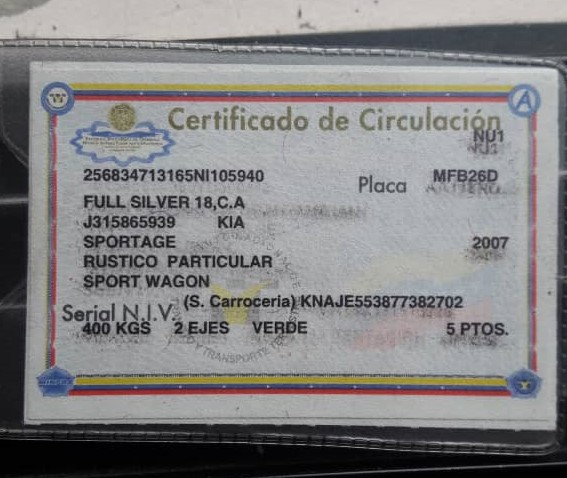 Certificado de Circulación
NU1
256834713165NI105940
Placa MFB26D
FULL SILVER 18,C.A
J315865939 KIA
SPORTAGE 2007
RUSTICO PARTICULAR
SPORT WAGON
Serial N.I.V. (S. Carroceria) KNAJE553877382702
400 KGS 2 EJES VERDE 5 PTOS.